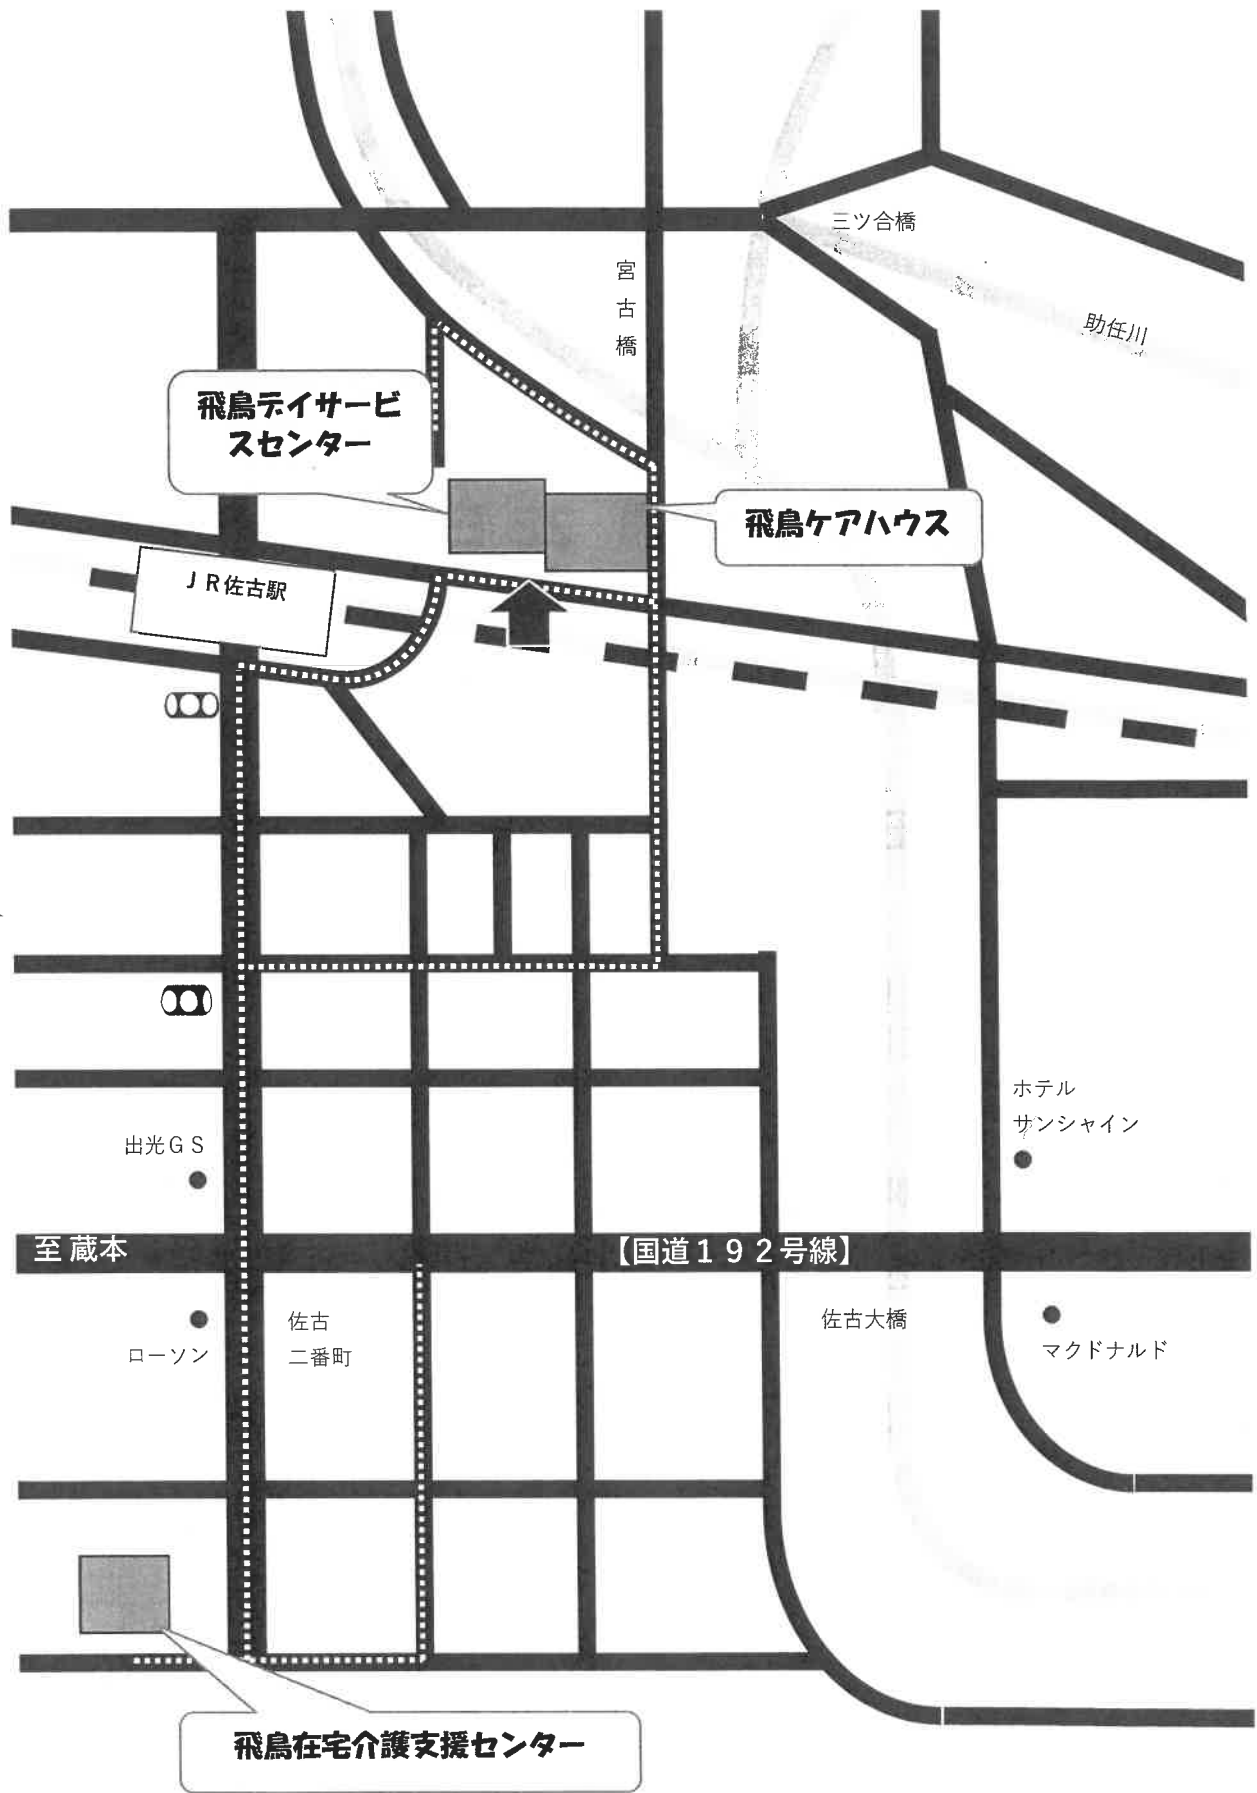 三ツ合橋
宮古橋
助任川
飛鳥デイサービ
スセンター
飛鳥ケアハウス
ＪＲ佐古駅
ホテル
サンシャイン
出光ＧＳ
至 蔵本
【国道１９２号線】
佐古
二番町
佐古大橋
ローソン
マクドナルド
飛鳥在宅介護支援センター